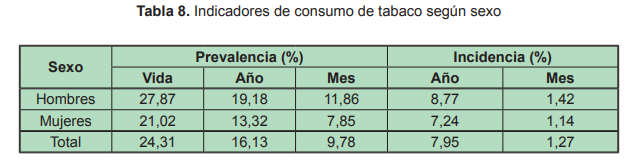 Tabla 8. Indicadores de consumo de tabaco según sexo
Sexo Prevalencia (%) Incidencia (%)
Vida Año Mes Año Mes
Hombres 27,87 19,18 11,86 8,77 1,42
Mujeres 21,02 13,32 7,85 7,24 1,14
Total 24,31 16,13 9,78 7,95 1,27